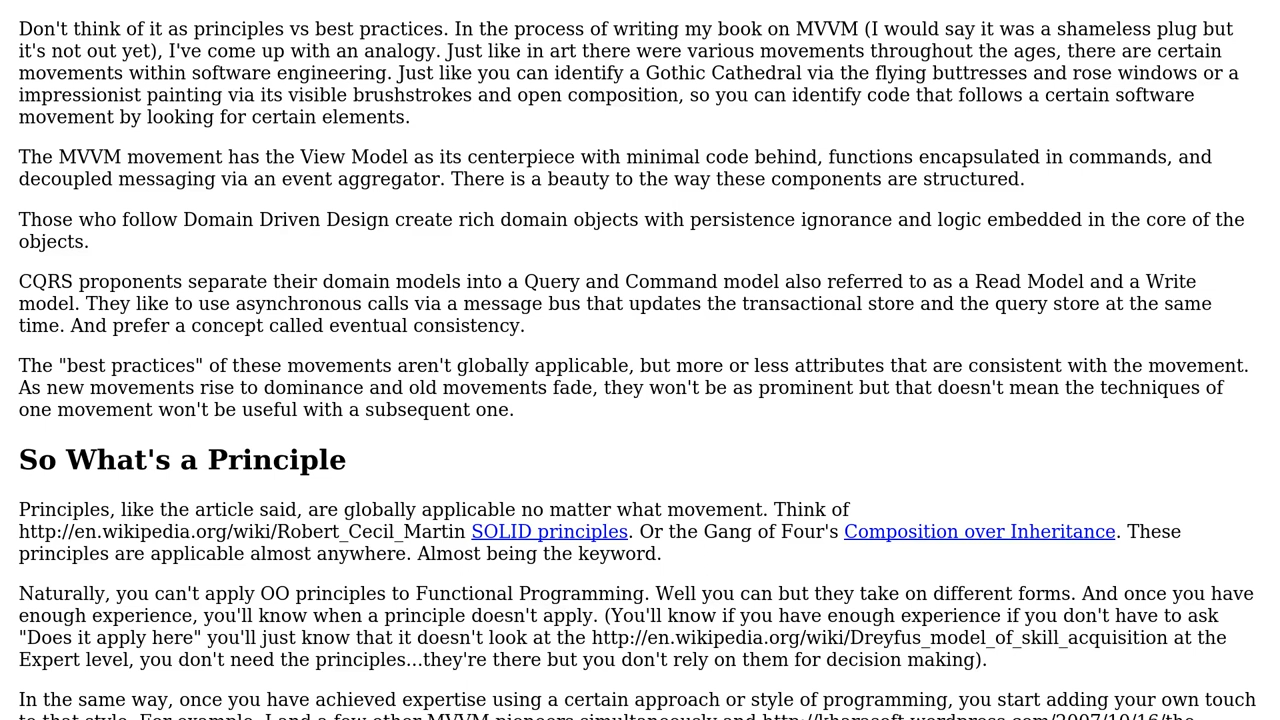 Don't think of it as principles vs best practices. In the process of writing my book on MVVM (I would say it was a shameless plug but
it's not out yet), I've come up with an analogy. Just like in art there were various movements throughout the ages, there are certain
movements within software engineering. Just like you can identify a Gothic Cathedral via the flying buttresses and rose windows or a
impressionist painting via its visible brushstrokes and open composition, so you can identify code that follows a certain software
movement by looking for certain elements.
The MVVM movement has the View Model as its centerpiece with minimal code behind, functions encapsulated in commands, and
decoupled messaging via an event aggregator. There is a beauty to the way these components are structured.
Those who follow Domain Driven Design create rich domain objects with persistence ignorance and logic embedded in the core of the
objects.
CQRS proponents separate their domain models into a Query and Command model also referred to as a Read Model and a Write
model. They like to use asynchronous calls via a message bus that updates the transactional store and the query store at the same
time. And prefer a concept called eventual consistency.
The "best practices" of these movements aren't globally applicable, but more or less attributes that are consistent with the movement.
As new movements rise to dominance and old movements fade, they won't be as prominent but that doesn't mean the techniques of
one movement won't be useful with a subsequent one.
So What's a Principle
Principles, like the article said, are globally applicable no matter what movement. Think of
http://en.wikipedia.org/wiki/Robert_Cecil_Martin SOLID principles. Or the Gang of Four's Composition over Inheritance. These
principles are applicable almost anywhere. Almost being the keyword.
Naturally, you can't apply OO principles to Functional Programming. Well you can but they take on different forms. And once you have
enough experience, you'll know when a principle doesn't apply. (You'll know if you have enough experience if you don't have to ask
"Does it apply here" you'll just know that it doesn't look at the http://en.wikipedia.org/wiki/Dreyfus_model_of_skill_acquisition at the
Expert level, you don't need the principles...they're there but you don't rely on them for decision making).
In the same way, once you have achieved expertise using a certain approach or style of programming, you start adding your own touch
to that style. For example, I and a few other MVVM pioneers simultaneously and http://kharasoft.wordpress.com/2007/10/16/the